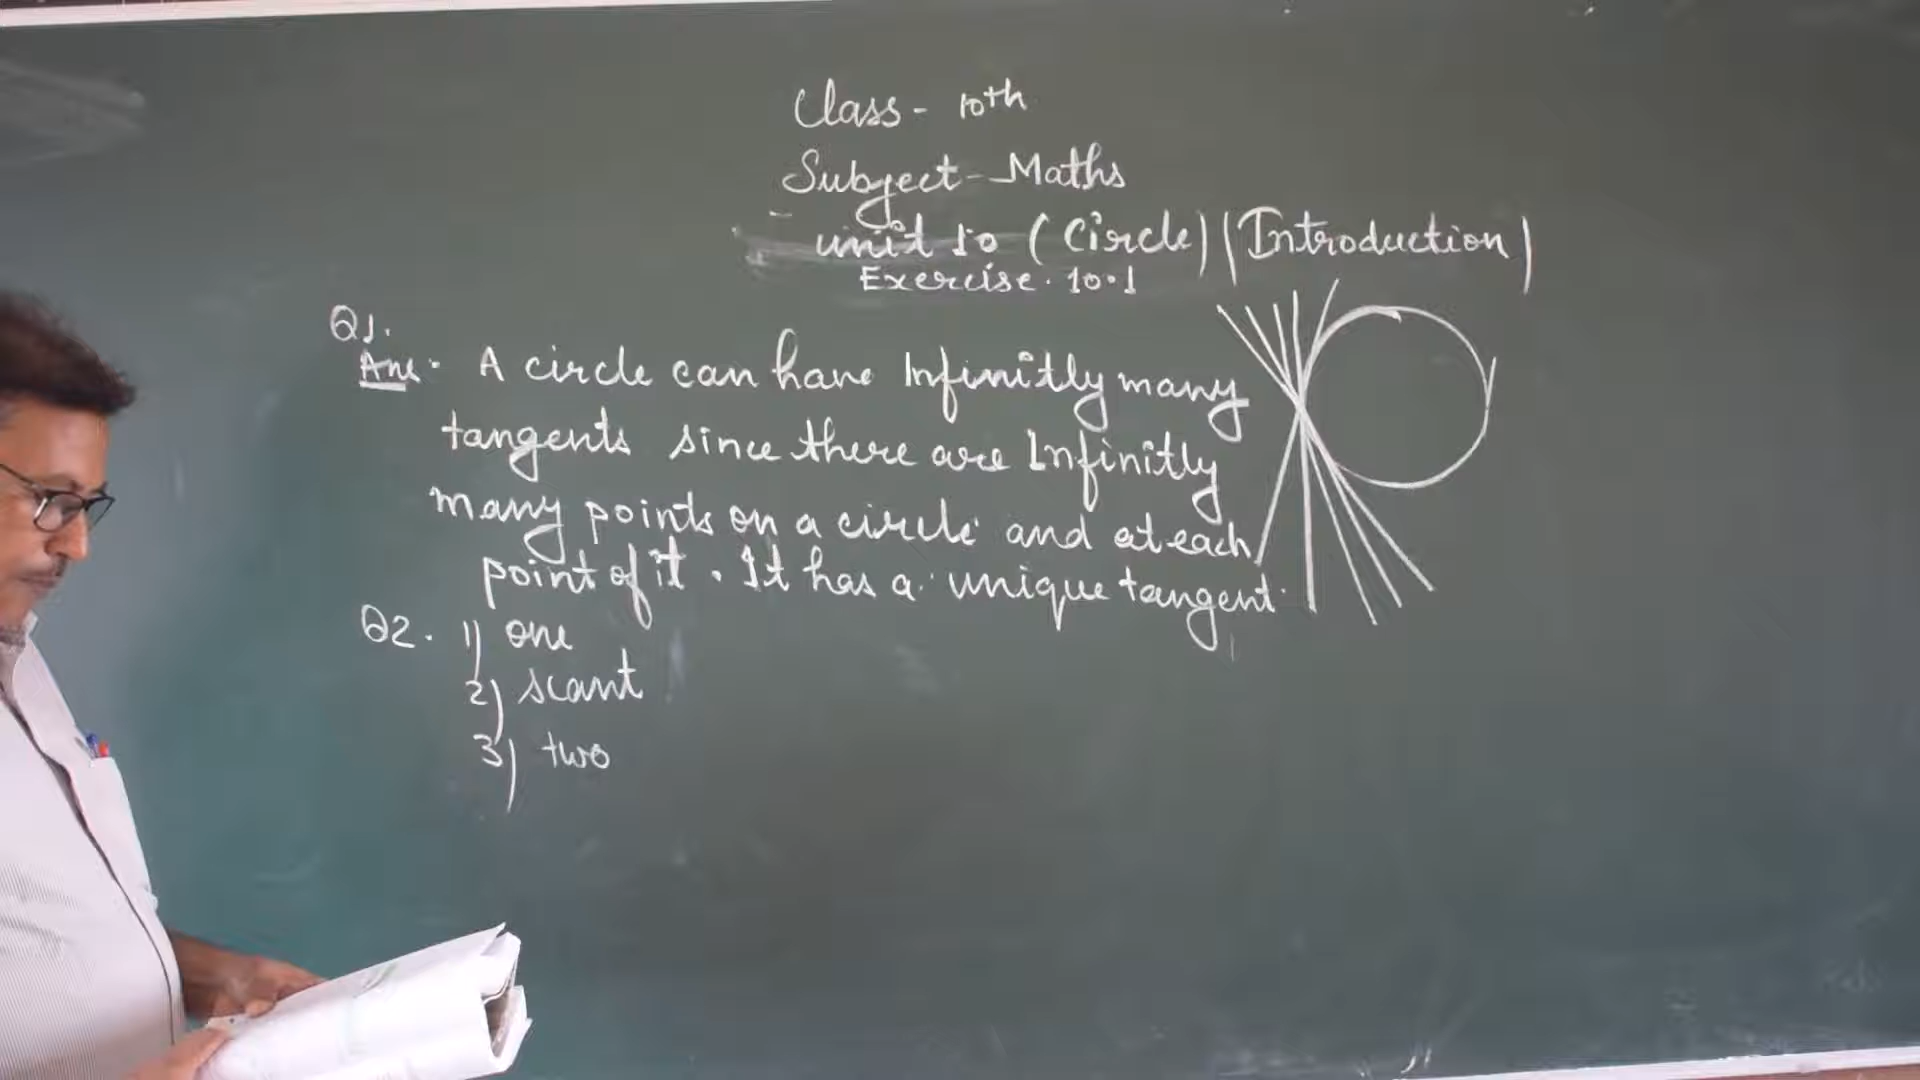 Class - 10th
Subject - Maths
unit 10 (Circle) (Introduction)
Exercise. 10.1
Q1.
Ans. A circle can have Infinitly many
tangents since there are Infinitly
many points on a circle and at each
point of it. It has a unique tangent.
Q2. 1) one
2) scant
3) two